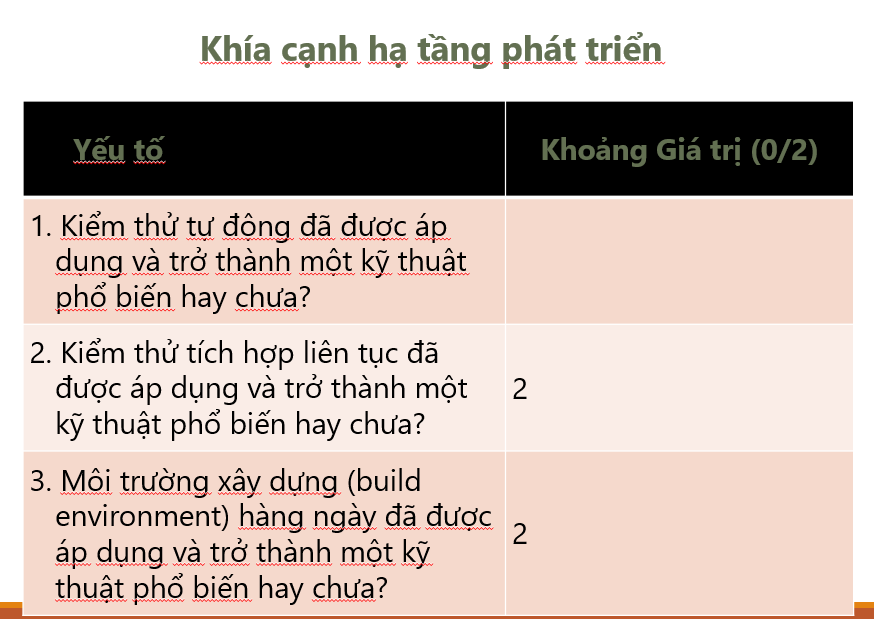 Khía cạnh hạ tầng phát triển
Yếu tố
Khoảng Giá trị (0/2)
1. Kiểm thử tự động đã được áp
dụng và trở thành một kỹ thuật
phổ biến hay chưa?
2. Kiểm thử tích hợp liên tục đã
được áp dụng và trở thành một
kỹ thuật phổ biến hay chưa?
2
3. Môi trường xây dựng (build
environment) hàng ngày đã được
áp dụng và trở thành một kỹ
thuật phổ biến hay chưa?
2